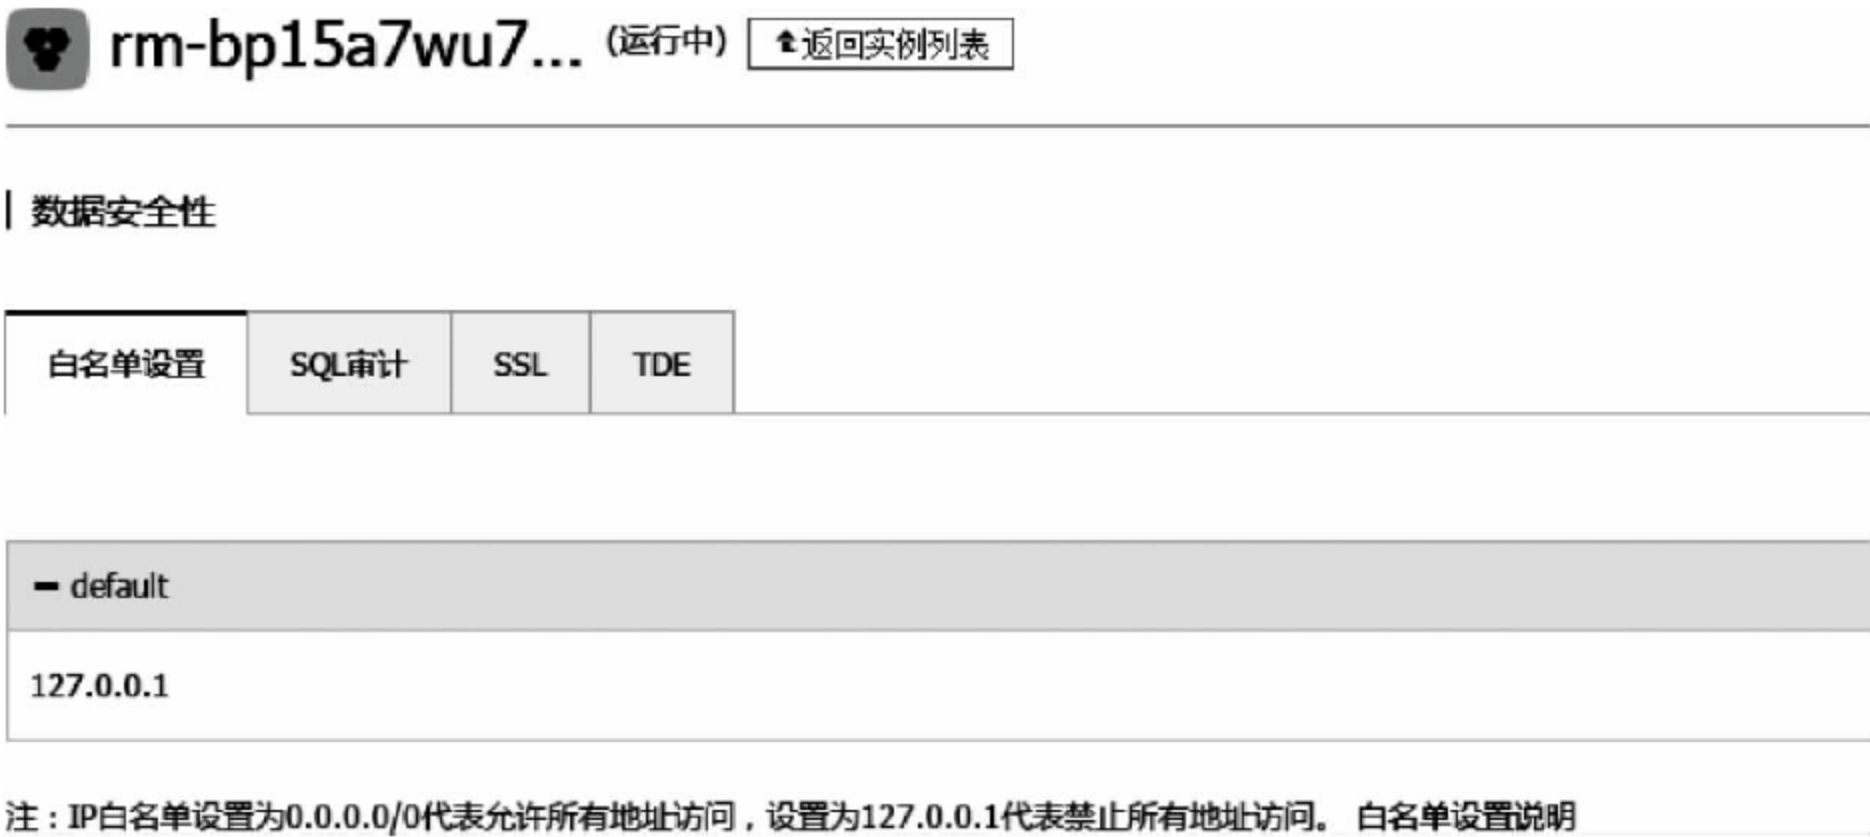 rm-bp15a7wu7... (运行中) 返回实例列表
数据安全性
白名单设置 SQL审计 SSL TDE
default
127.0.0.1
注：IP白名单设置为0.0.0.0/0代表允许所有地址访问，设置为127.0.0.1代表禁止所有地址访问。 白名单设置说明